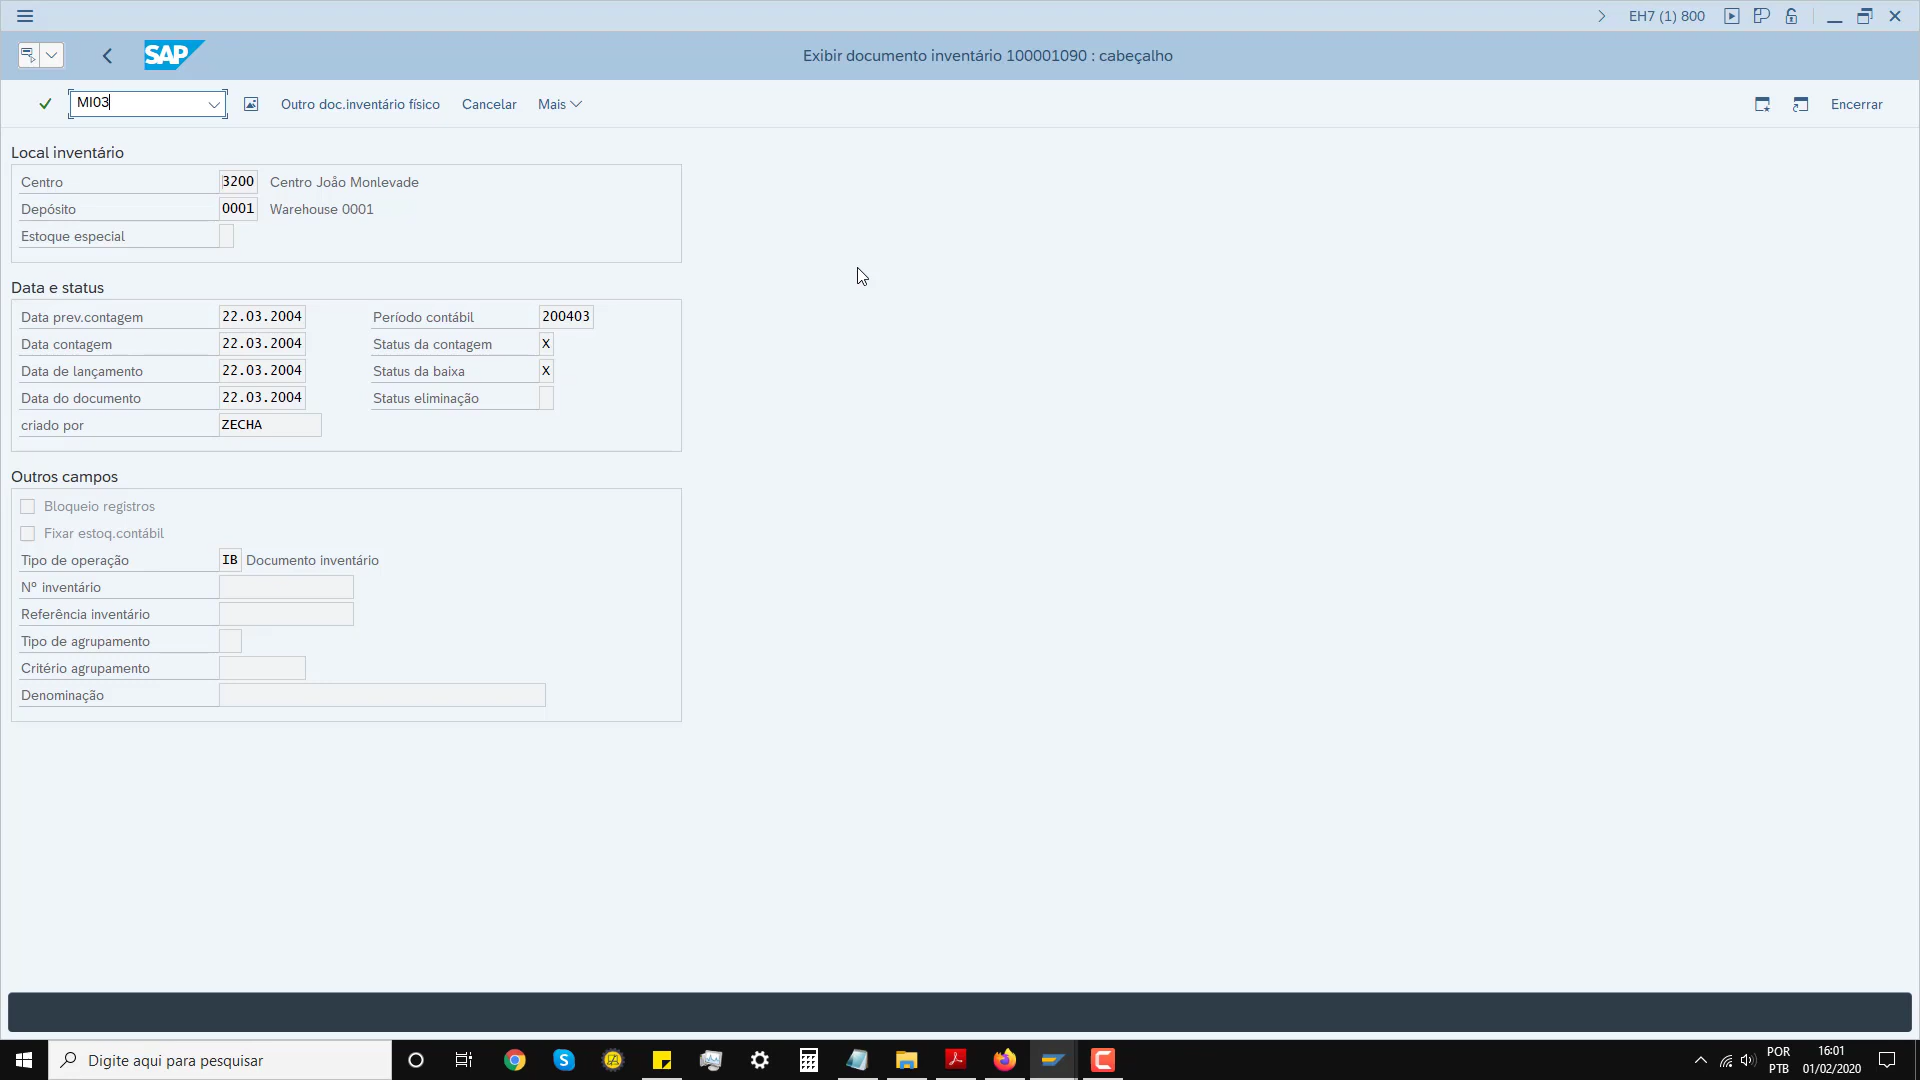 EH7 (1) 800
SAP
Exibir documento inventário 100001090 : cabeçalho
MI03
Outro doc.inventário físico
Cancelar
Mais
Encerrar
Local inventário
Centro 3200 Centro Joåo Monlevade
Depósito 0001 Warehouse 0001
Estoque especial
Data e status
Data prev.contagem 22.03.2004 Período contábil 200403
Data contagem 22.03.2004 Status da contagem X
Data de lançamento 22.03.2004 Status da baixa X
Data do documento 22.03.2004 Status eliminação
criado por ZECHA
Outros campos
Bloqueio registros
Fixar estoq.contábil
Tipo de operação IB Documento inventário
Nº inventário
Referência inventário
Tipo de agrupamento
Critério agrupamento
Denominação
Digite aqui para pesquisar
POR 16:01
PTB 01/02/2020